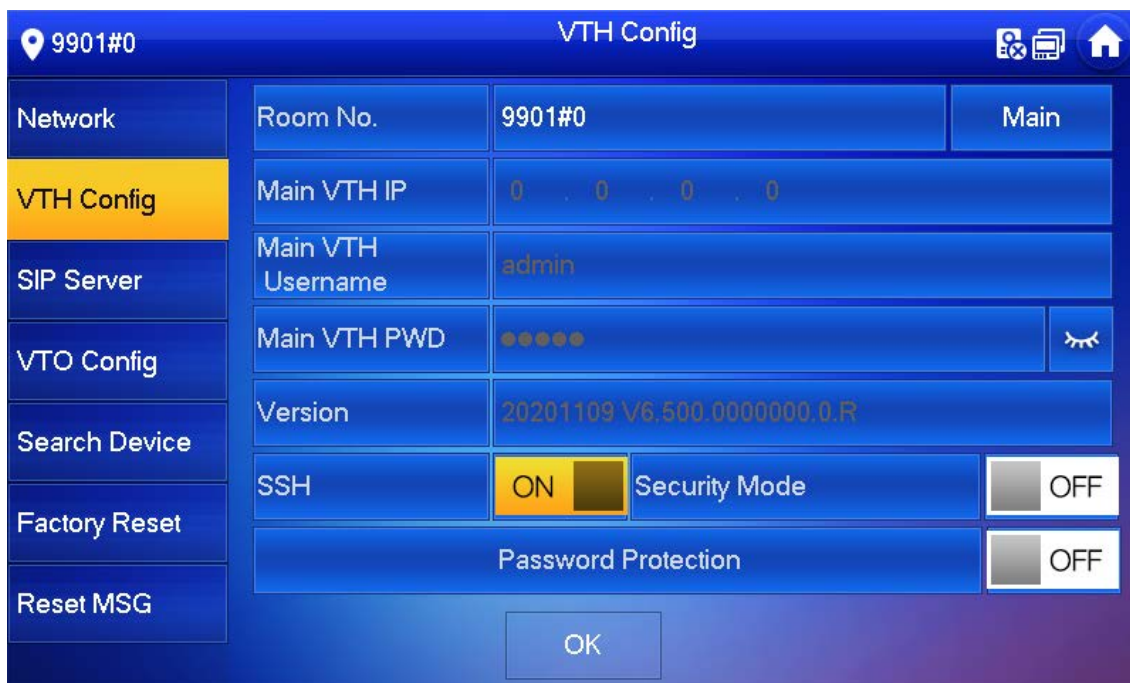 9901#0
VTH Config
Network
VTH Config
SIP Server
VTO Config
Search Device
Factory Reset
Reset MSG
Room No. 9901#0 Main
Main VTH IP 0 . 0 . 0 . 0
Main VTH
Username admin
Main VTH PWD ●●●●●
Version 20201109 V6.500.0000000.0.R
SSH ON Security Mode OFF
Password Protection OFF
OK